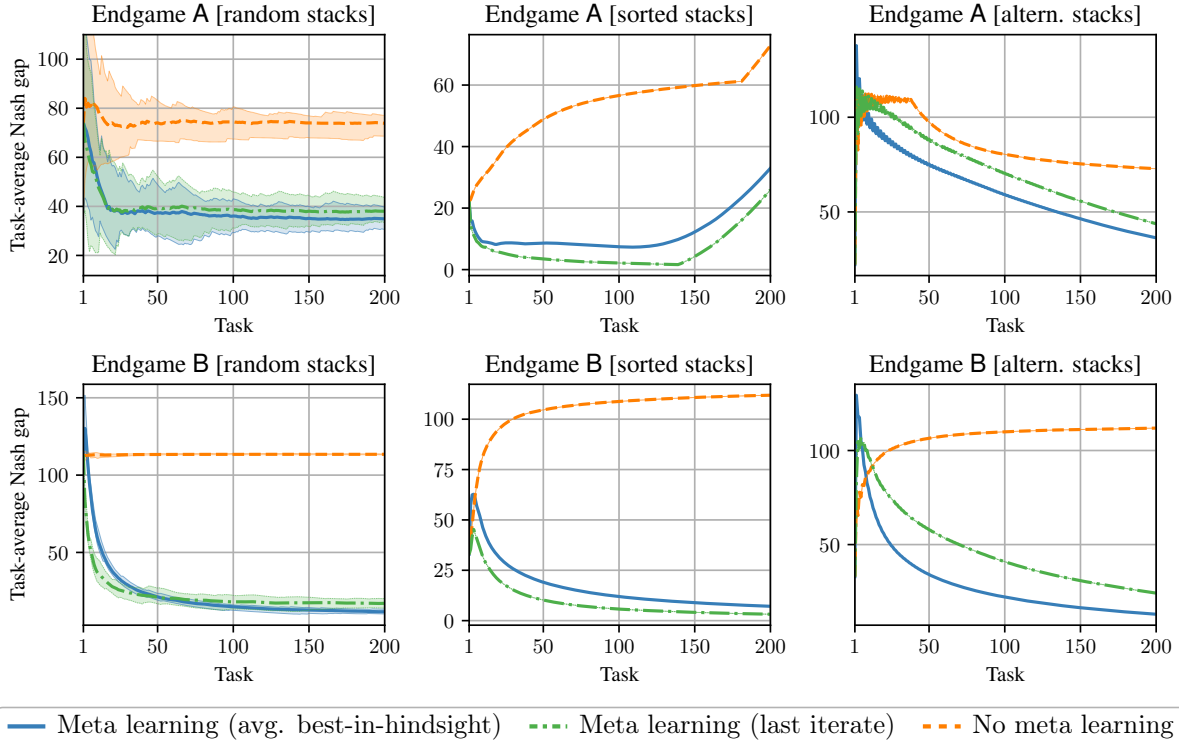 Endgame A [random stacks]
Endgame A [sorted stacks]
Endgame A [altern. stacks]
Task-average Nash gap
100
80
60
40
20
1 50 100 150 200
Task
60
40
20
0
1 50 100 150 200
Task
100
50
1 50 100 150 200
Task
Endgame B [random stacks]
Endgame B [sorted stacks]
Endgame B [altern. stacks]
Task-average Nash gap
150
100
50
1 50 100 150 200
Task
100
75
50
25
0
1 50 100 150 200
Task
100
50
1 50 100 150 200
Task
Meta learning (avg. best-in-hindsight) Meta learning (last iterate) No meta learning